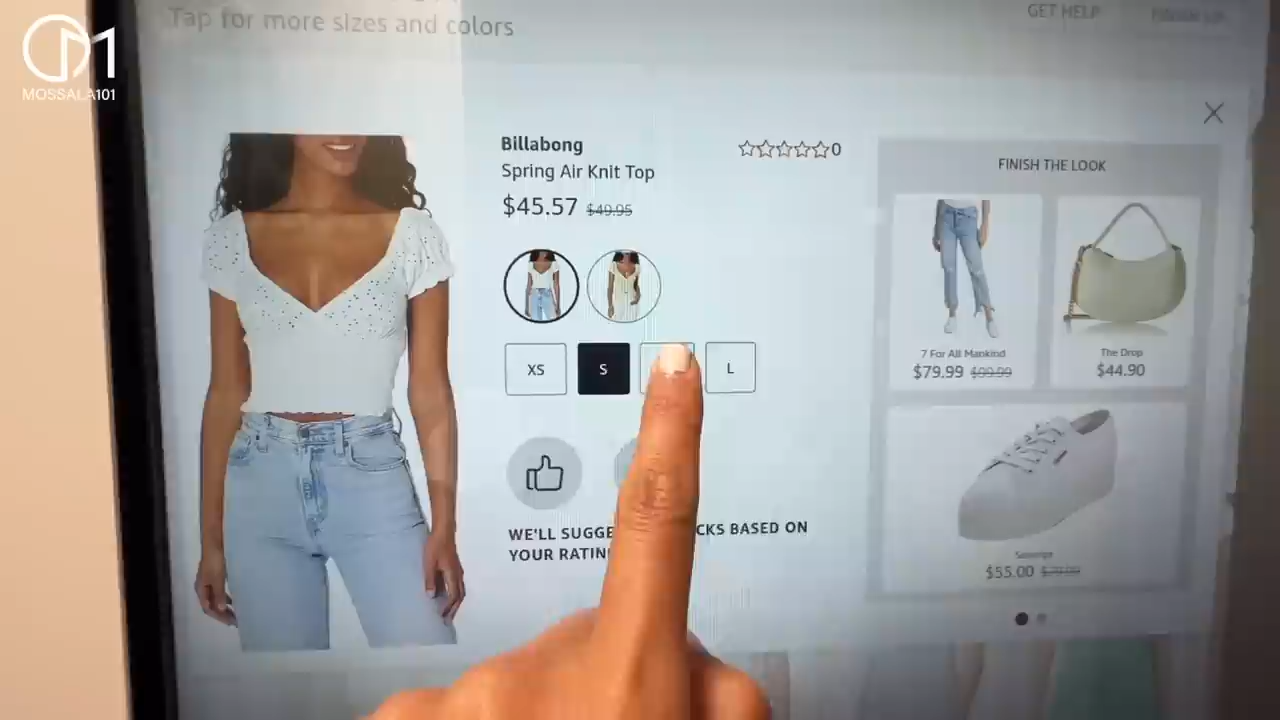 MOSSALA101
Tap for more sizes and colors
GET HELP
Billabong
Spring Air Knit Top
$45.57 $49.95
0
XS
S
L
WE'LL SUGGE CKS BASED ON
YOUR RATIN
FINISH THE LOOK
7 For All Mankind
$79.99 $99.99
The Drop
$44.90
$55.00